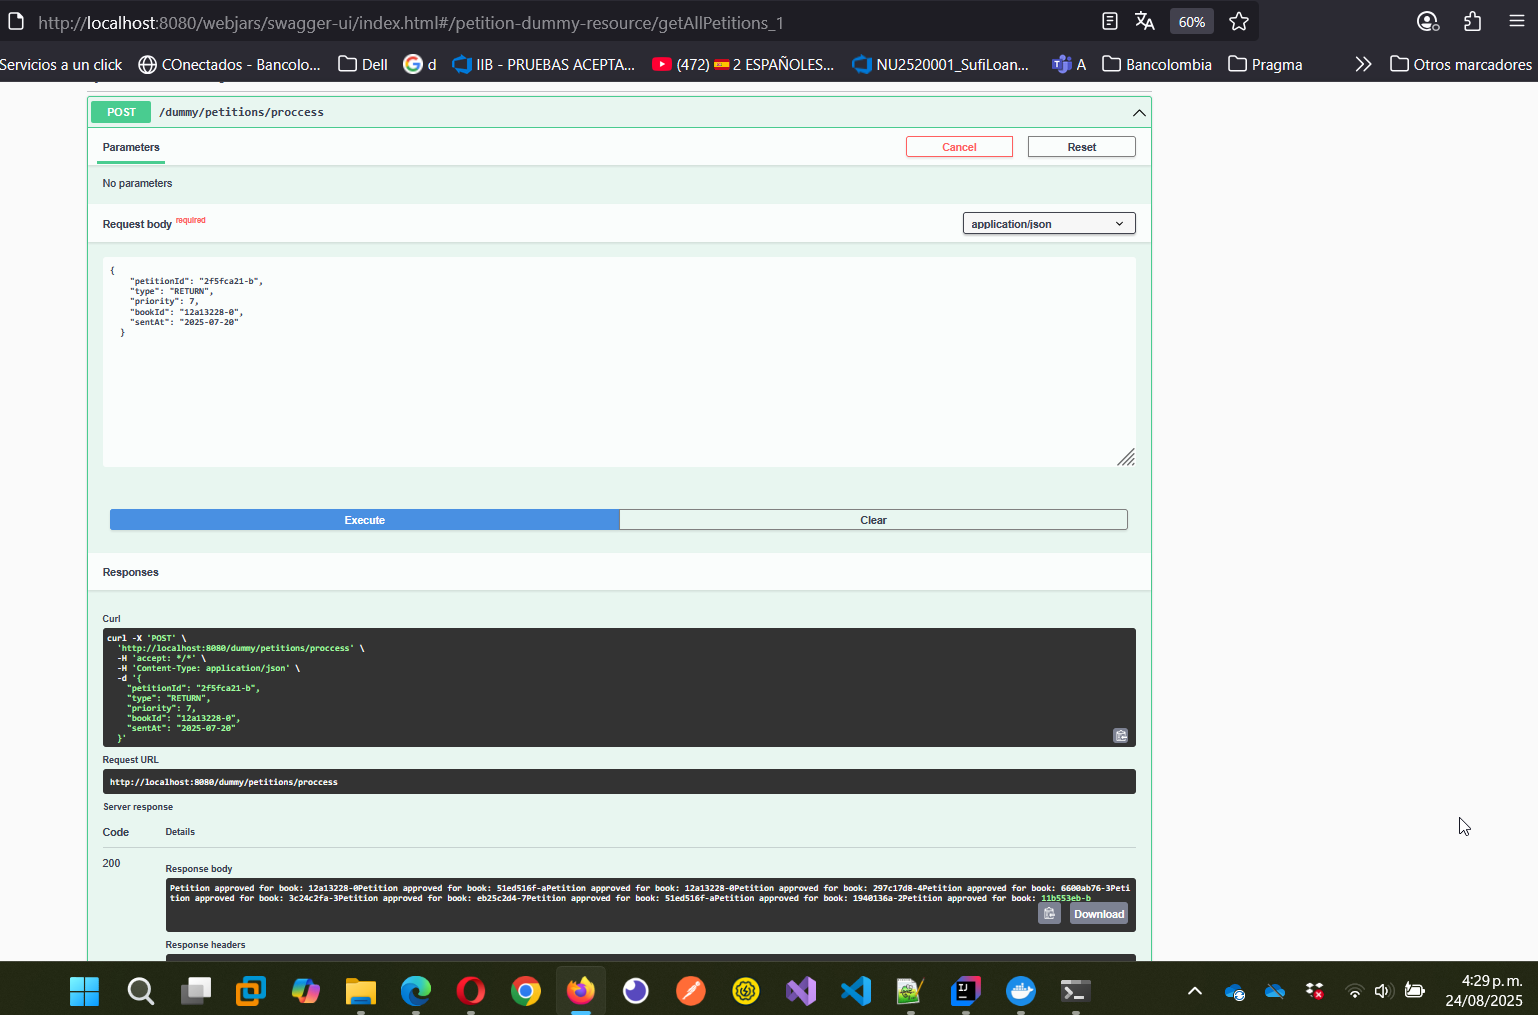 http://localhost:8080/webjars/swagger-ui/index.html#/petition-dummy-resource/getAllPetitions_1
60%
Servicios a un click
COnectados - Bancolo...
Dell
d
IIB - PRUEBAS ACEPTA...
(472) 🇪🇸 2 ESPAÑOLES...
NU2520001_SufiLoan...
A
Bancolombia
Pragma
Otros marcadores
POST /dummy/petitions/proccess
Parameters
Cancel
Reset
No parameters
Request body required
application/json
{
"petitionId": "2f5fca21-b",
"type": "RETURN",
"priority": 7,
"bookId": "12a13228-0",
"sentAt": "2025-07-20"
}
Execute
Clear
Responses
Curl
curl -X 'POST' \
'http://localhost:8080/dummy/petitions/proccess' \
-H 'accept: */*' \
-H 'Content-Type: application/json' \
-d '{
"petitionId": "2f5fca21-b",
"type": "RETURN",
"priority": 7,
"bookId": "12a13228-0",
"sentAt": "2025-07-20"
}'
Request URL
http://localhost:8080/dummy/petitions/proccess
Server response
Code
Details
200
Response body
Petition approved for book: 12a13228-0Petition approved for book: 51ed516f-aPetition approved for book: 12a13228-0Petition approved for book: 297c17d8-4Petition approved for book: 6600ab76-3Peti
tion approved for book: 3c24c2fa-3Petition approved for book: eb25c2d4-7Petition approved for book: 51ed516f-aPetition approved for book: 1940136a-2Petition approved for book: 11b553eb-b
Download
Response headers
4:29 p. m.
24/08/2025